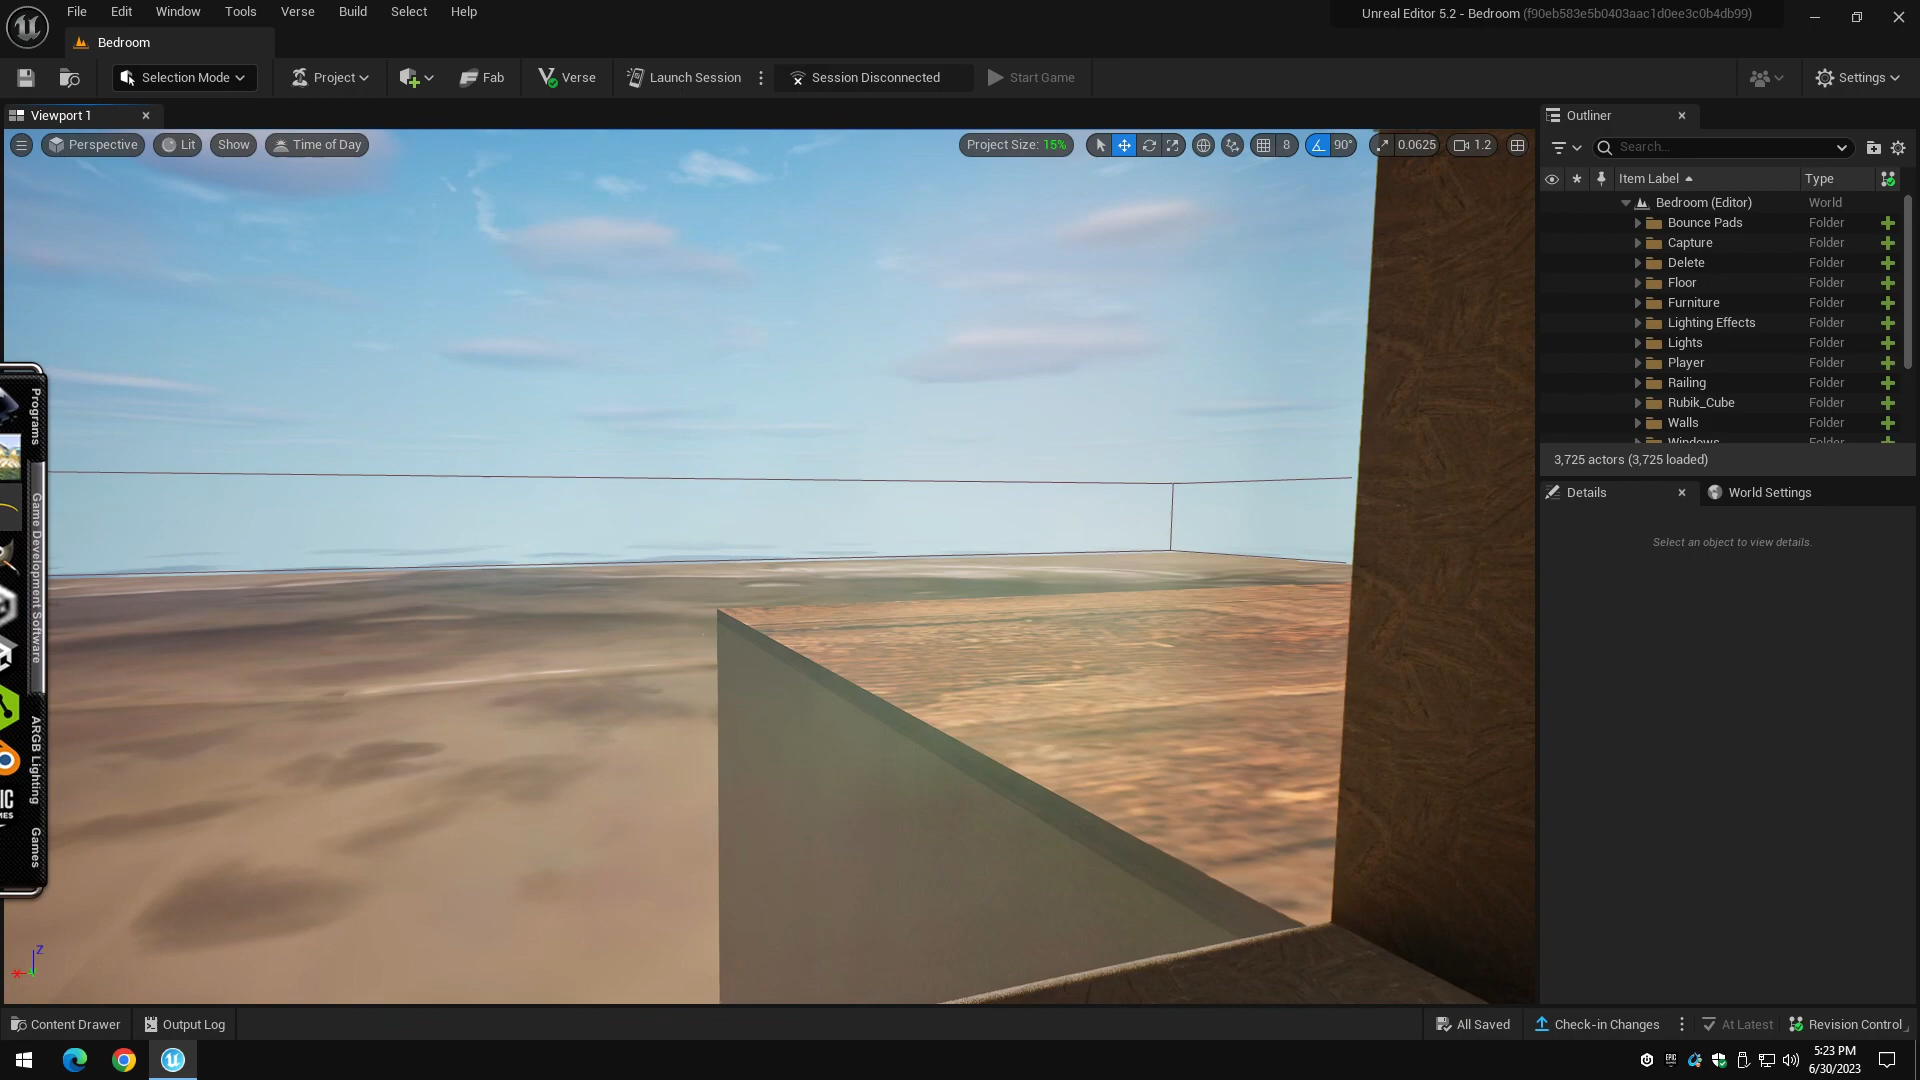 File Edit Window Tools Verse Build Select Help
Unreal Editor 5.2 - Bedroom (f90eb583e5b0403aac1d0ee3c0b4db99)
Bedroom
Selection Mode
Project
Fab
Verse
Launch Session
Session Disconnected
Start Game
Settings
Viewport 1
Perspective
Lit
Show
Time of Day
Project Size: 15%
8
90°
0.0625
1.2
Outliner
Search...
Item Label
Type
Bedroom (Editor) World
Bounce Pads Folder
Capture Folder
Delete Folder
Floor Folder
Furniture Folder
Lighting Effects Folder
Lights Folder
Player Folder
Railing Folder
Rubik_Cube Folder
Walls Folder
Windows Folder
3,725 actors (3,725 loaded)
Details
World Settings
Select an object to view details.
Programs
Game Development Software
ARGB Lighting
Games
Z
Content Drawer
Output Log
All Saved
Check-in Changes
At Latest
Revision Control
5:23 PM
6/30/2023